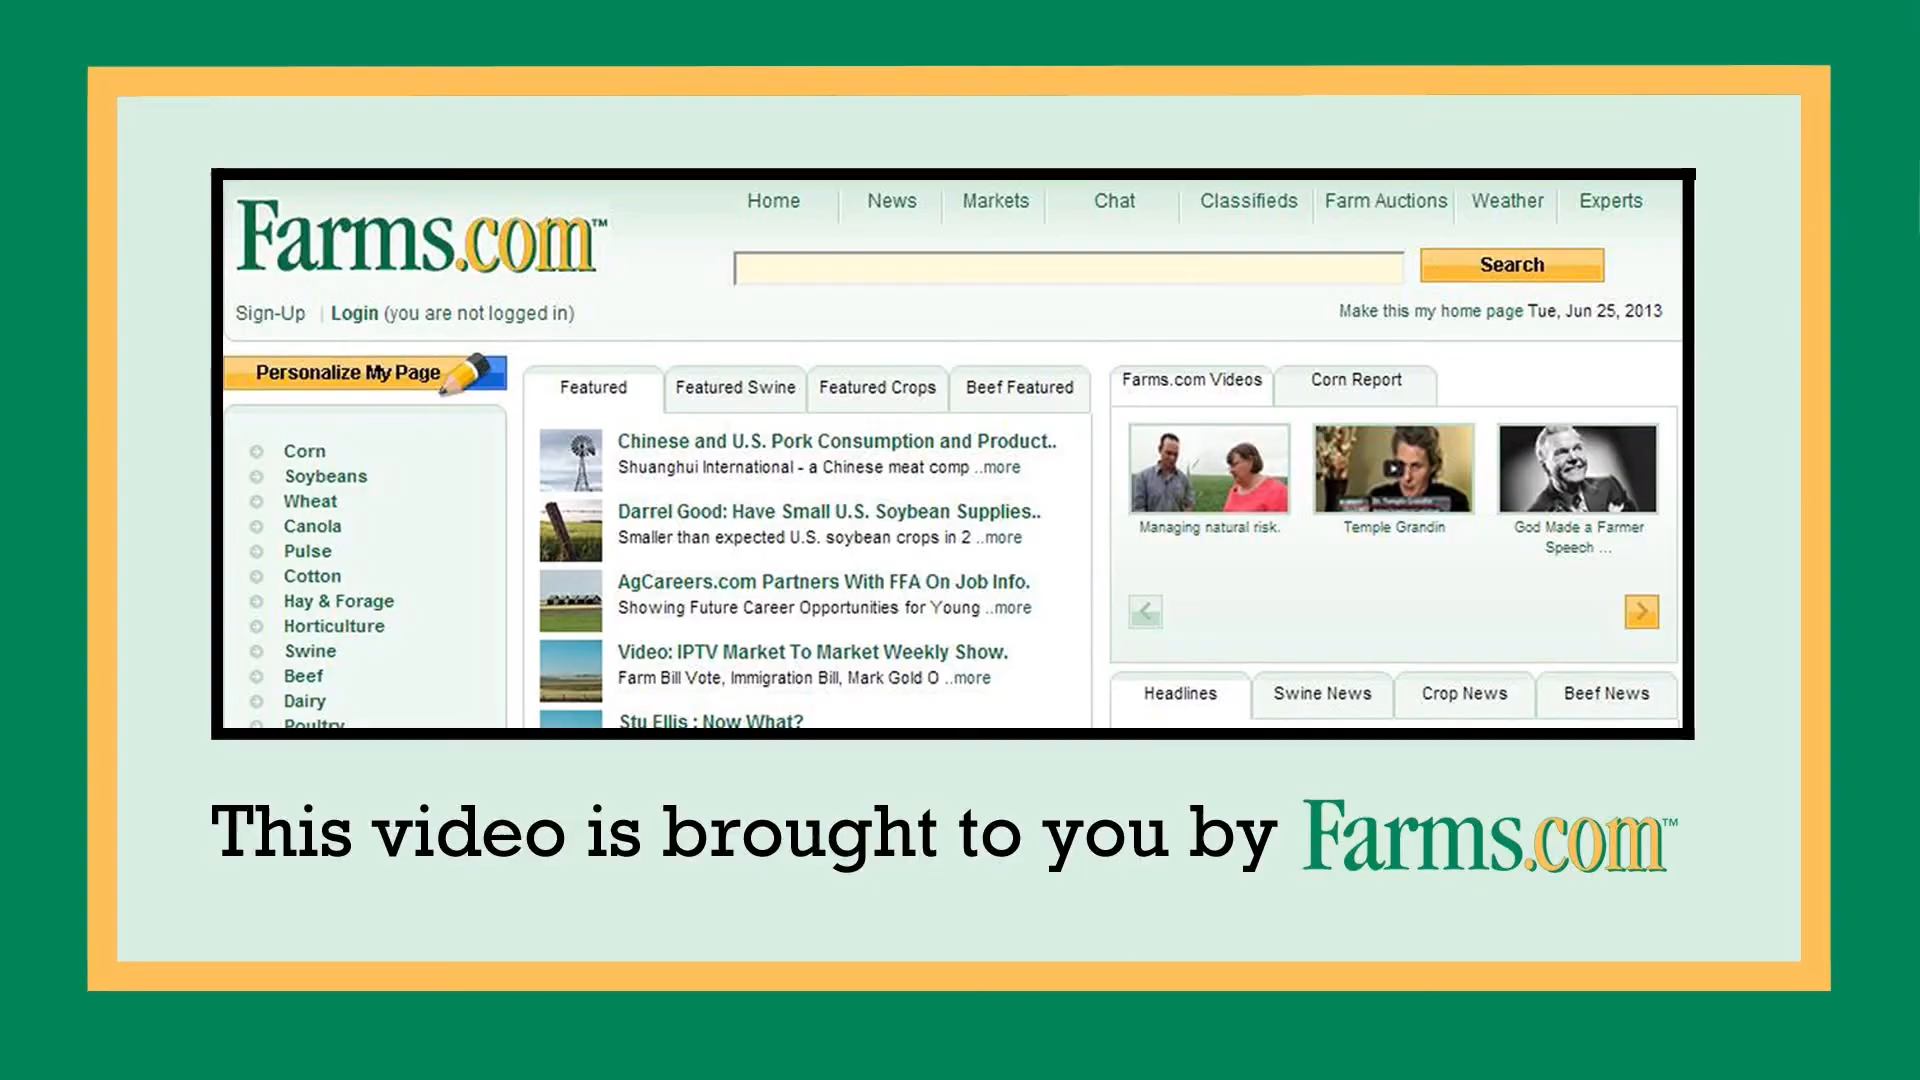 Farms.com™
Home News Markets Chat Classifieds Farm Auctions Weather Experts
Search
Sign-Up | Login (you are not logged in)
Make this my home page Tue, Jun 25, 2013
Personalize My Page
Corn
Soybeans
Wheat
Canola
Pulse
Cotton
Hay & Forage
Horticulture
Swine
Beef
Dairy
Poultry
Featured Featured Swine Featured Crops Beef Featured
Chinese and U.S. Pork Consumption and Product..
Shuanghui International - a Chinese meat comp ..more
Darrel Good: Have Small U.S. Soybean Supplies..
Smaller than expected U.S. soybean crops in 2 ..more
AgCareers.com Partners With FFA On Job Info.
Showing Future Career Opportunities for Young ..more
Video: IPTV Market To Market Weekly Show.
Farm Bill Vote, Immigration Bill, Mark Gold O ..more
Stu Ellis : Now What?
Farms.com Videos Corn Report
Managing natural risk.
Temple Grandin
God Made a Farmer
Speech ...
Headlines Swine News Crop News Beef News
This video is brought to you by Farms.com™